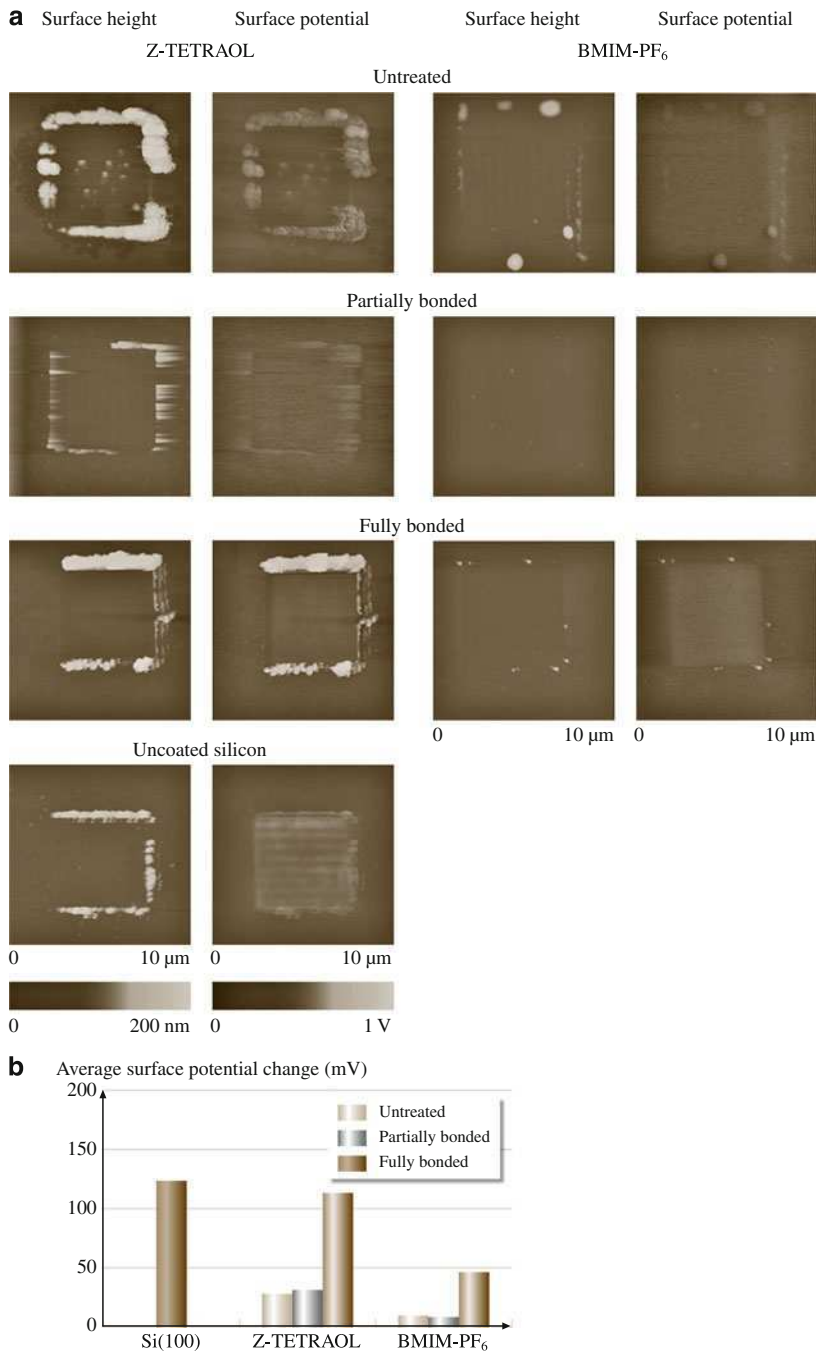 a Surface height Surface potential Surface height Surface potential
Z-TETRAOL BMIM-PF₆
Untreated
Partially bonded
Fully bonded
0 10 µm 0 10 µm
Uncoated silicon
0 10 µm 0 10 µm
0 200 nm 0 1 V
b Average surface potential change (mV)
200
Untreated
150
Partially bonded
Fully bonded
100
50
0
Si(100) Z-TETRAOL BMIM-PF₆